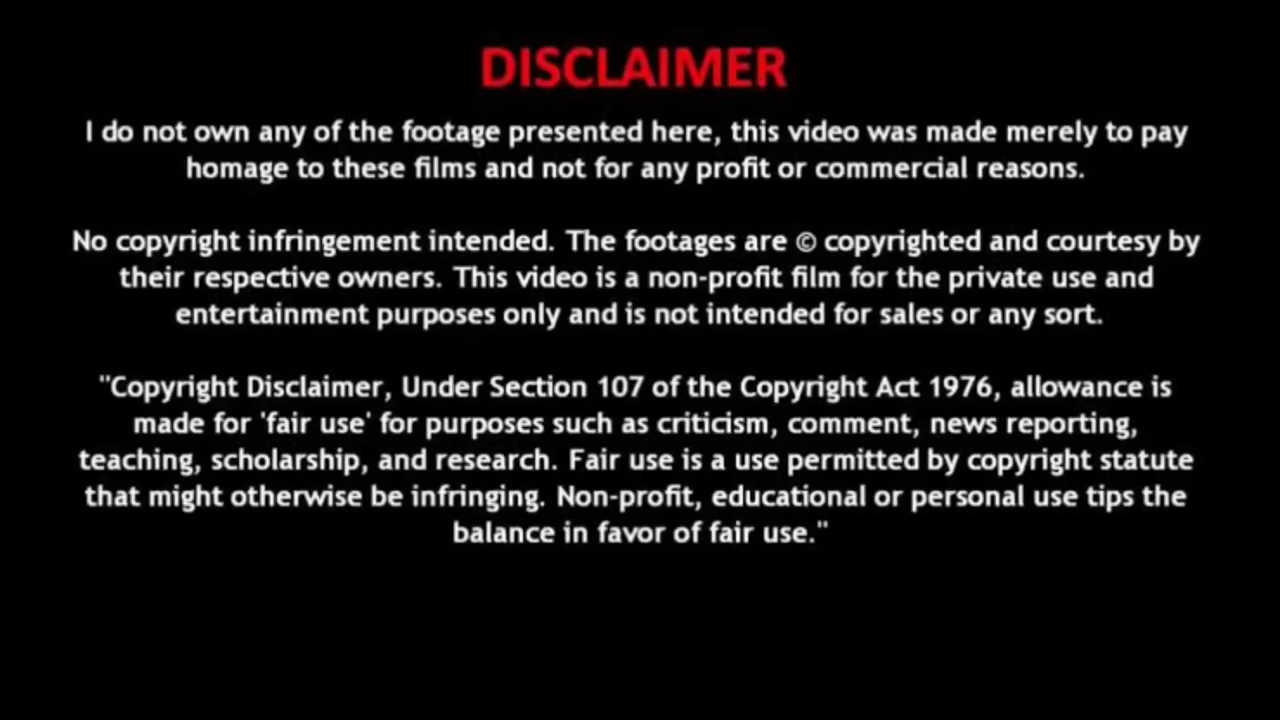 DISCLAIMER
I do not own any of the footage presented here, this video was made merely to pay
homage to these films and not for any profit or commercial reasons.
No copyright infringement intended. The footages are © copyrighted and courtesy by
their respective owners. This video is a non-profit film for the private use and
entertainment purposes only and is not intended for sales or any sort.
"Copyright Disclaimer, Under Section 107 of the Copyright Act 1976, allowance is
made for 'fair use' for purposes such as criticism, comment, news reporting,
teaching, scholarship, and research. Fair use is a use permitted by copyright statute
that might otherwise be infringing. Non-profit, educational or personal use tips the
balance in favor of fair use."